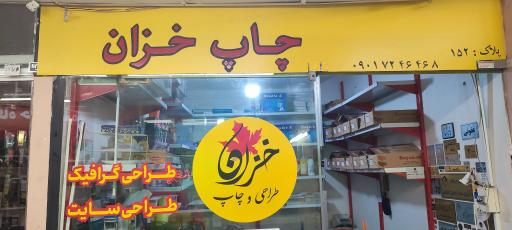 چاپ خزان
پلاک: ۱۵۲
۰۹۰۱۷۲۴۶۴۶۸
خزان
طراحی و چاپ
طراحی گرافیک
طراحی سایت